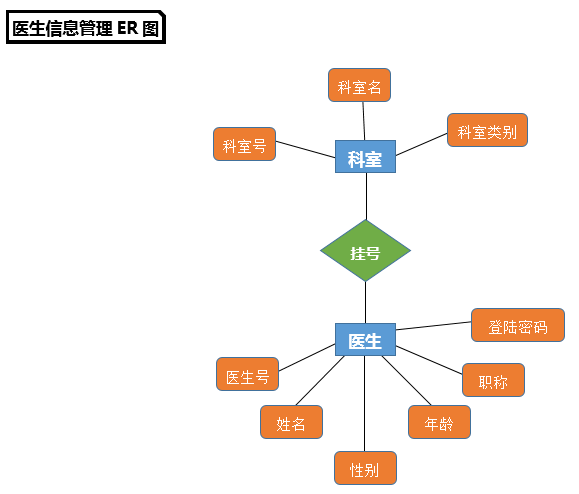 医生信息管理 ER 图
科室名
科室类别
科室号
科室
挂号
登陆密码
医生
医生号
职称
姓名
年龄
性别